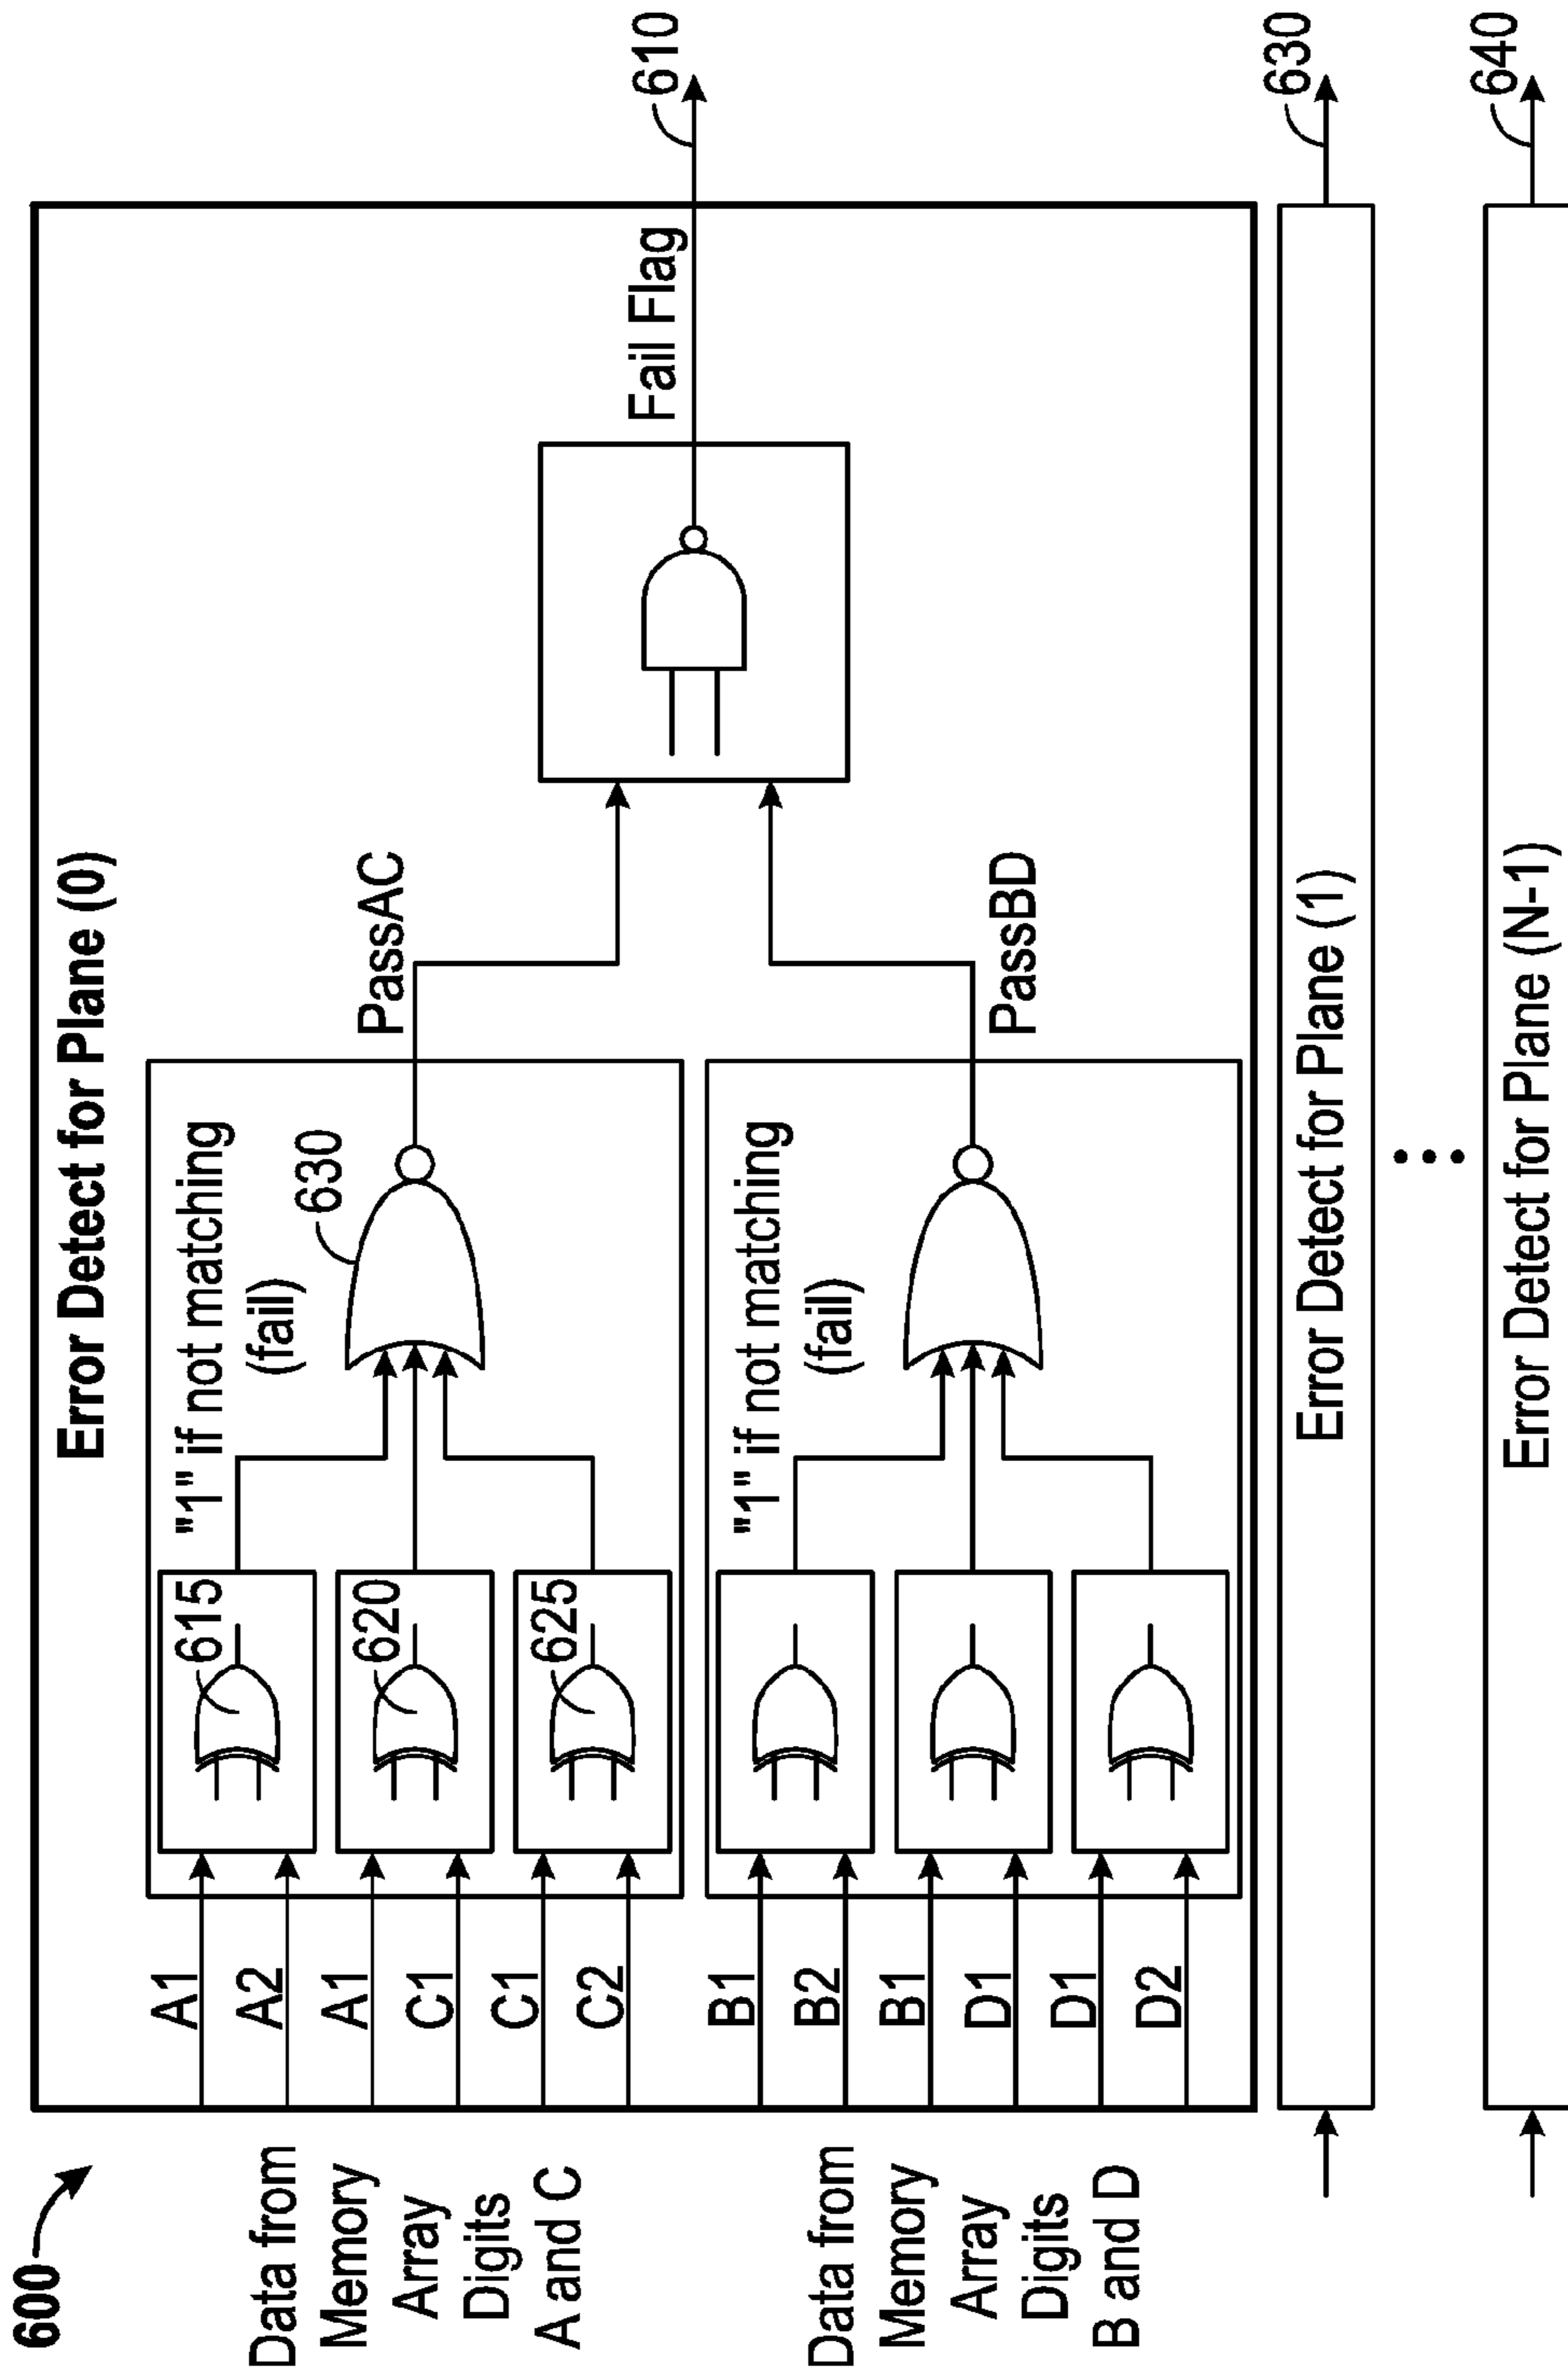 600
Error Detect for Plane (0)
Data from
Memory
Array
Digits
A and C
A1
A2
A1
C1
C1
C2
615
620
625
"1" if not matching
(fail)
630
PassAC
Data from
Memory
Array
Digits
B and D
B1
B2
B1
D1
D1
D2
"1" if not matching
(fail)
PassBD
Fail Flag
610
Error Detect for Plane (1)
630
Error Detect for Plane (N-1)
640